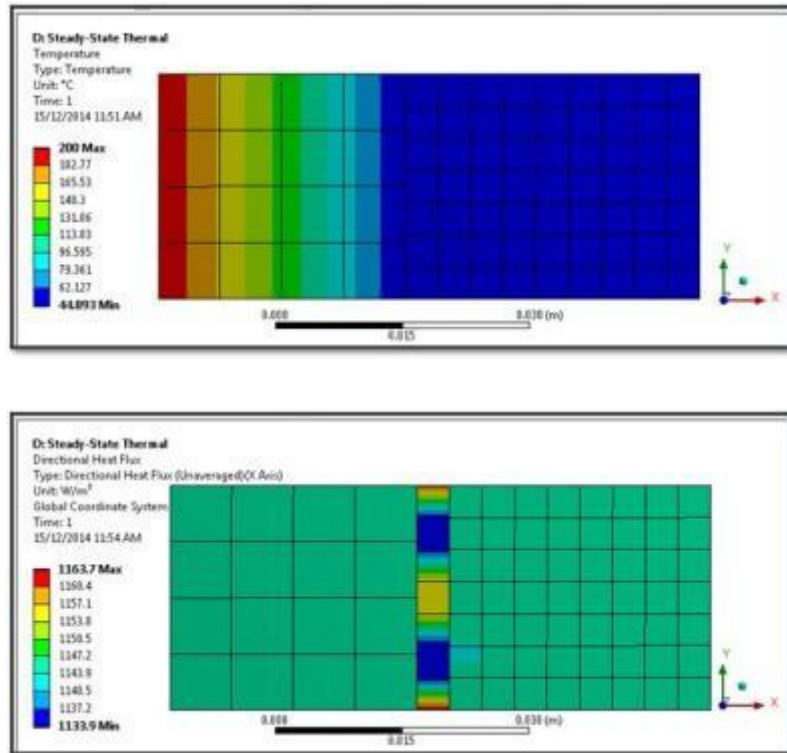 D: Steady-State Thermal
Temperature
Type: Temperature
Unit: °C
Time: 1
15/12/2014 11:51 AM
200 Max
182.77
165.53
148.3
131.06
113.83
96.595
79.361
62.127
44.893 Min
Y
X
0.000
0.030 (m)
0.015
D: Steady-State Thermal
Directional Heat Flux
Type: Directional Heat Flux (Unaveraged)(X Axis)
Unit: W/m²
Global Coordinate System
Time: 1
15/12/2014 11:54 AM
1163.7 Max
1160.4
1157.1
1153.8
1150.5
1147.2
1143.9
1140.5
1137.2
1133.9 Min
Y
X
0.000
0.030 (m)
0.015